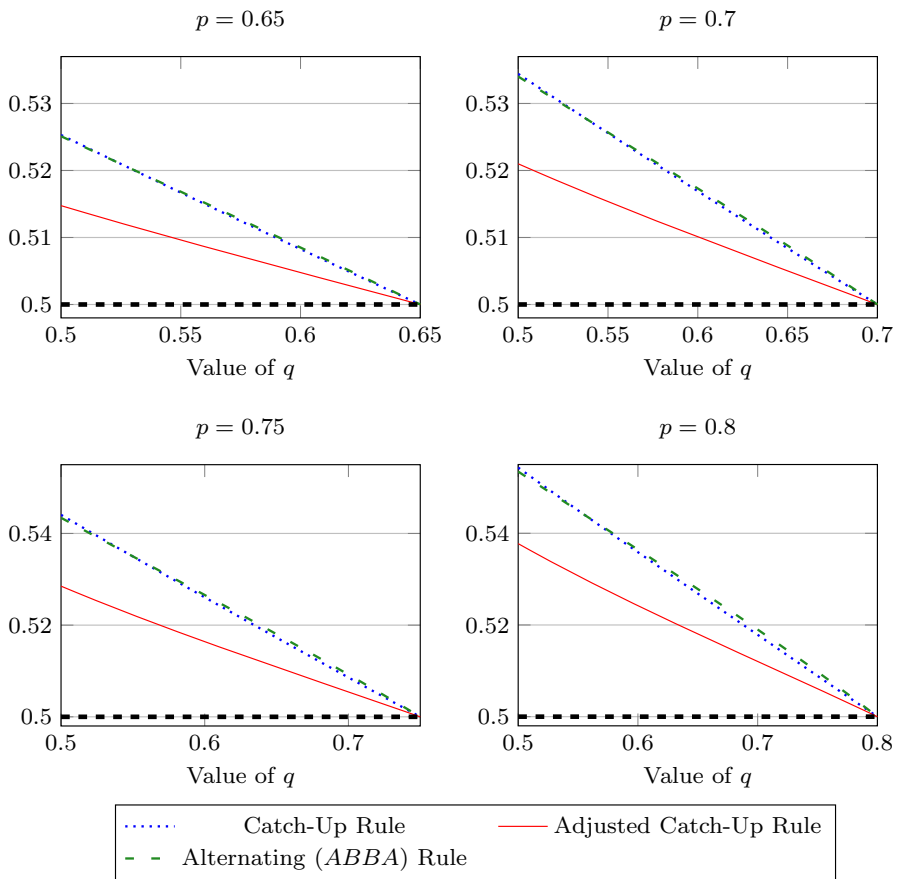 p = 0.65
p = 0.7
0.53
0.52
0.51
0.5
0.5
0.55
0.6
0.65
Value of q
0.53
0.52
0.51
0.5
0.5
0.55
0.6
0.65
0.7
Value of q
p = 0.75
p = 0.8
0.54
0.52
0.5
0.5
0.6
0.7
Value of q
0.54
0.52
0.5
0.5
0.6
0.7
0.8
Value of q
Catch-Up Rule
Adjusted Catch-Up Rule
Alternating (ABBA) Rule